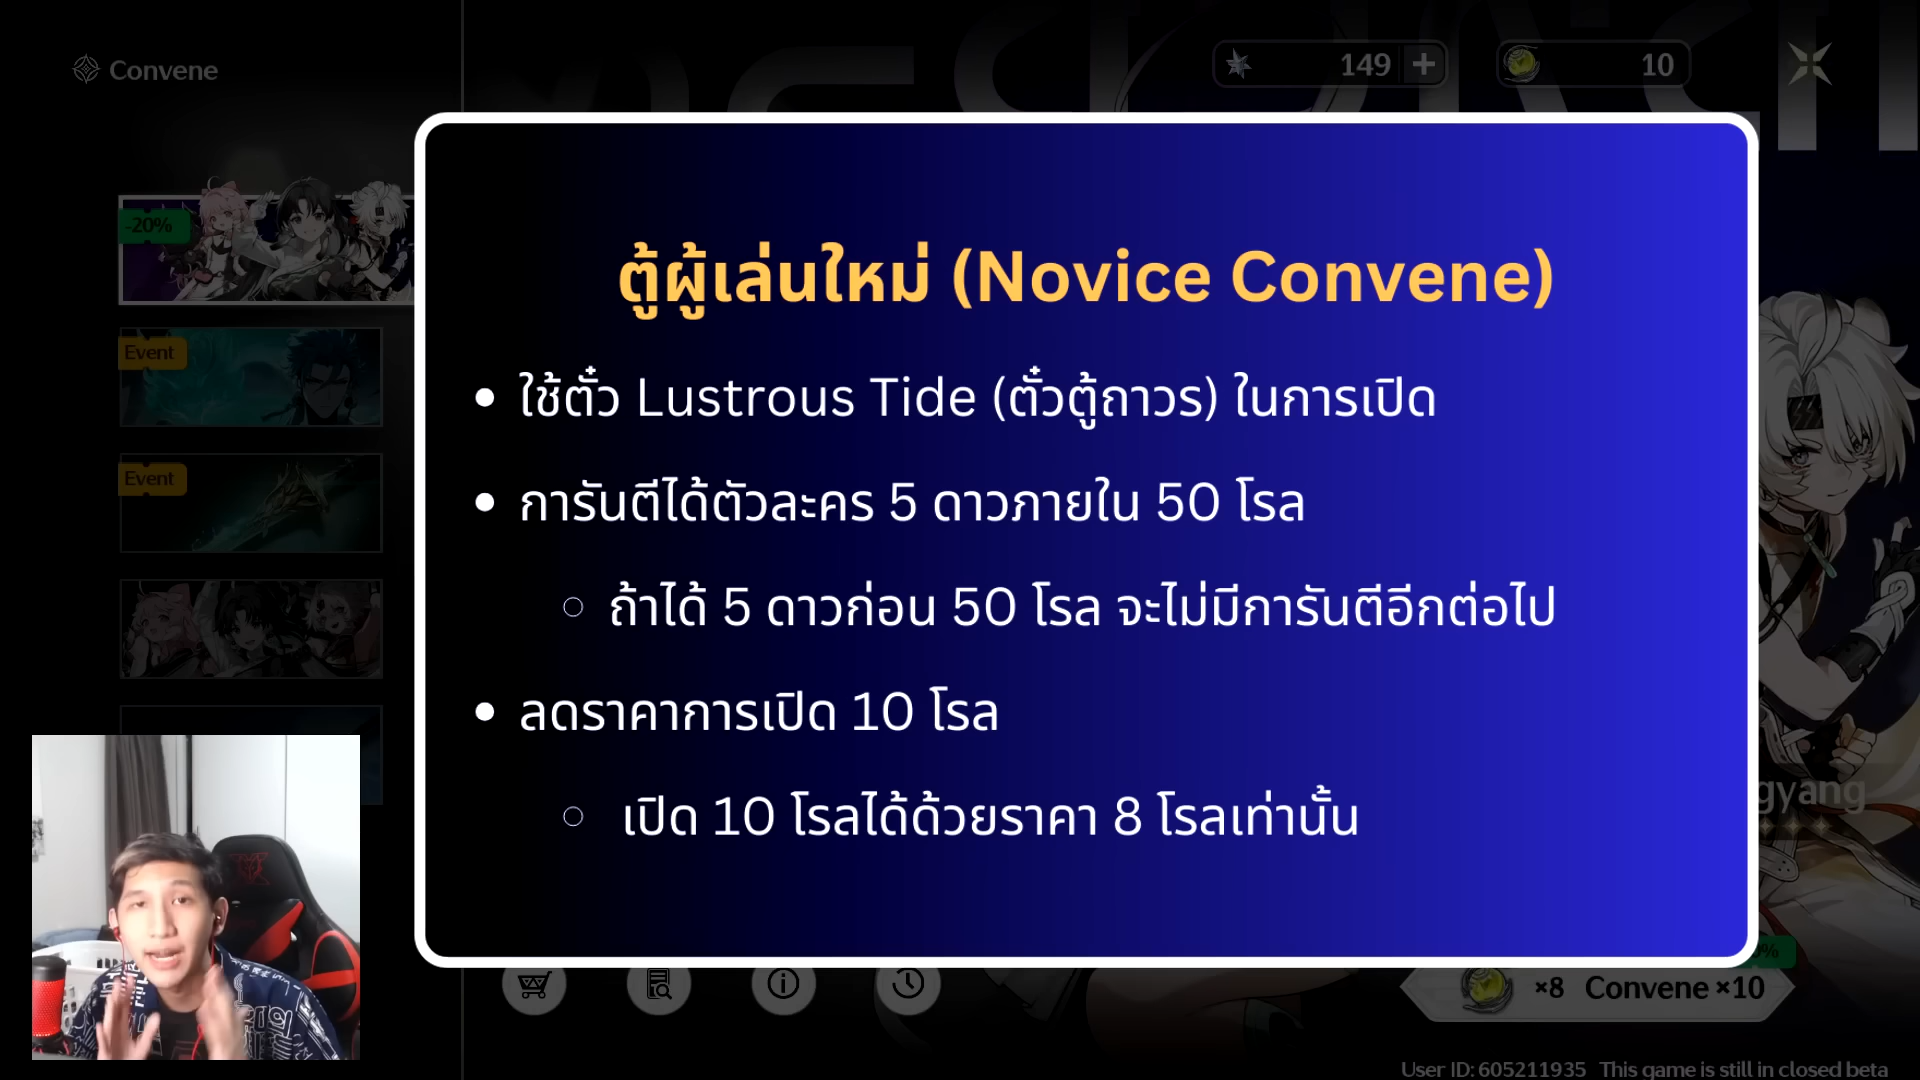 Convene
149
10
-20%
Event
Event
ตู้ผู้เล่นใหม่ (Novice Convene)
ใช้ตั๋ว Lustrous Tide (ตั๋วตู้ถาวร) ในการเปิด
การันตีได้ตัวละคร 5 ดาวภายใน 50 โรล
ถ้าได้ 5 ดาวก่อน 50 โรล จะไม่มีการันตีอีกต่อไป
ลดราคาการเปิด 10 โรล
เปิด 10 โรลได้ด้วยราคา 8 โรลเท่านั้น
gyang
×8 Convene ×10
User ID: 605211935 This game is still in closed beta